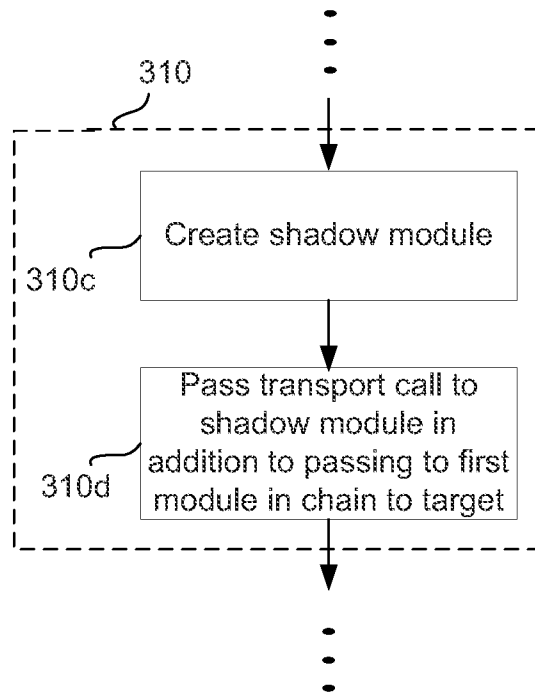 310
Create shadow module
310c
Pass transport call to
shadow module in
addition to passing to first
module in chain to target
310d